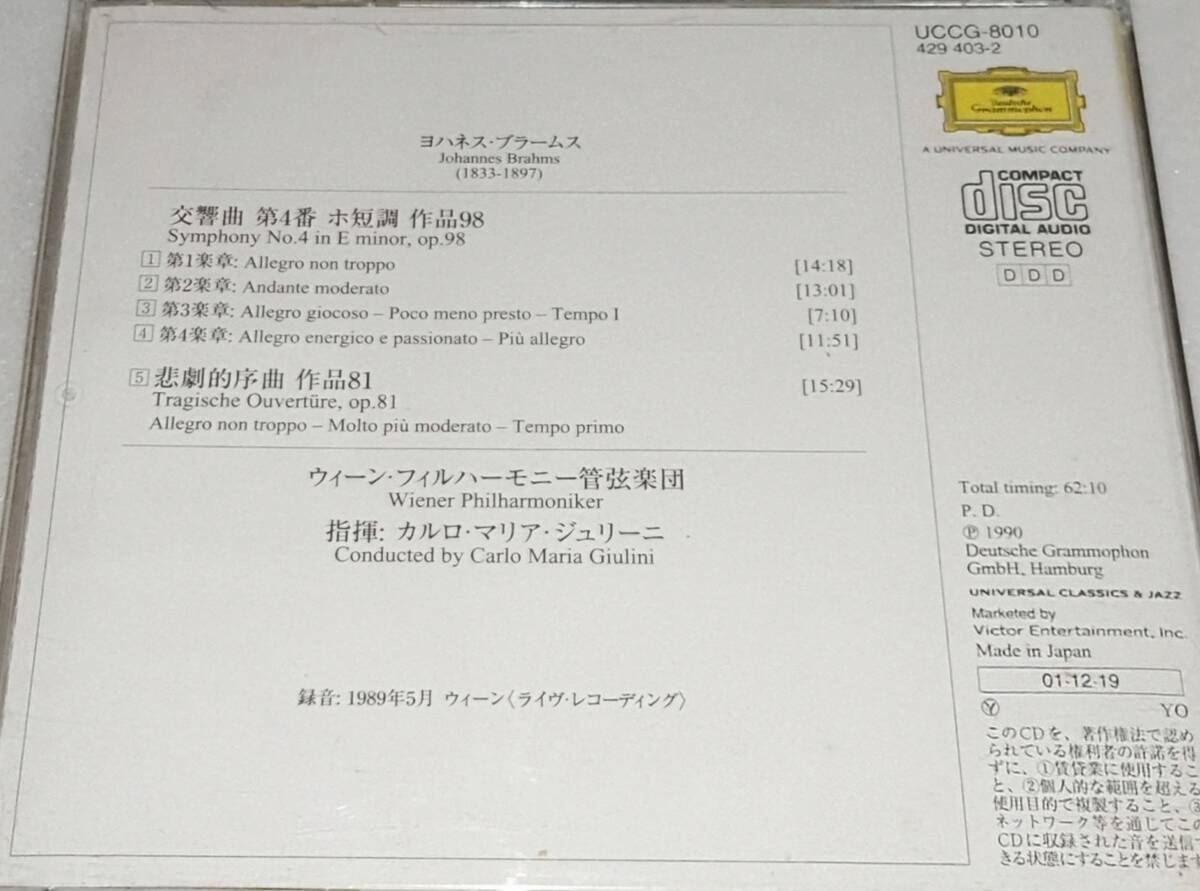 ヨハネス・ブラームス
Johannes Brahms
(1833-1897)
交響曲 第4番 ホ短調 作品98
Symphony No.4 in E minor, op.98
1 第1楽章: Allegro non troppo [14:18]
2 第2楽章: Andante moderato [13:01]
3 第3楽章: Allegro giocoso – Poco meno presto – Tempo I [7:10]
4 第4楽章: Allegro energico e passionato – Più allegro [11:51]
5 悲劇的序曲 作品81 [15:29]
Tragische Ouvertüre, op.81
Allegro non troppo – Molto più moderato – Tempo primo
ウィーン・フィルハーモニー管弦楽団
Wiener Philharmoniker
指揮: カルロ・マリア・ジュリーニ
Conducted by Carlo Maria Giulini
録音: 1989年5月 ウィーン〈ライヴ・レコーディング〉
UCCG-8010
429 403-2
Deutsche
Grammophon
A UNIVERSAL MUSIC COMPANY
COMPACT
disc
DIGITAL AUDIO
STEREO
D D D
Total timing: 62:10
P. D.
℗ 1990
Deutsche Grammophon
GmbH, Hamburg
UNIVERSAL CLASSICS & JAZZ
Marketed by
Victor Entertainment, Inc.
Made in Japan
01·12·19
Ⓨ YO
このCDを、著作権法で認め
られている権利者の許諾を得
ずに、①賃貸業に使用するこ
と、②個人的な範囲を超える
使用目的で複製すること、③
ネットワーク等を通じてこの
CDに収録された音を送信で
きる状態にすることを禁じます